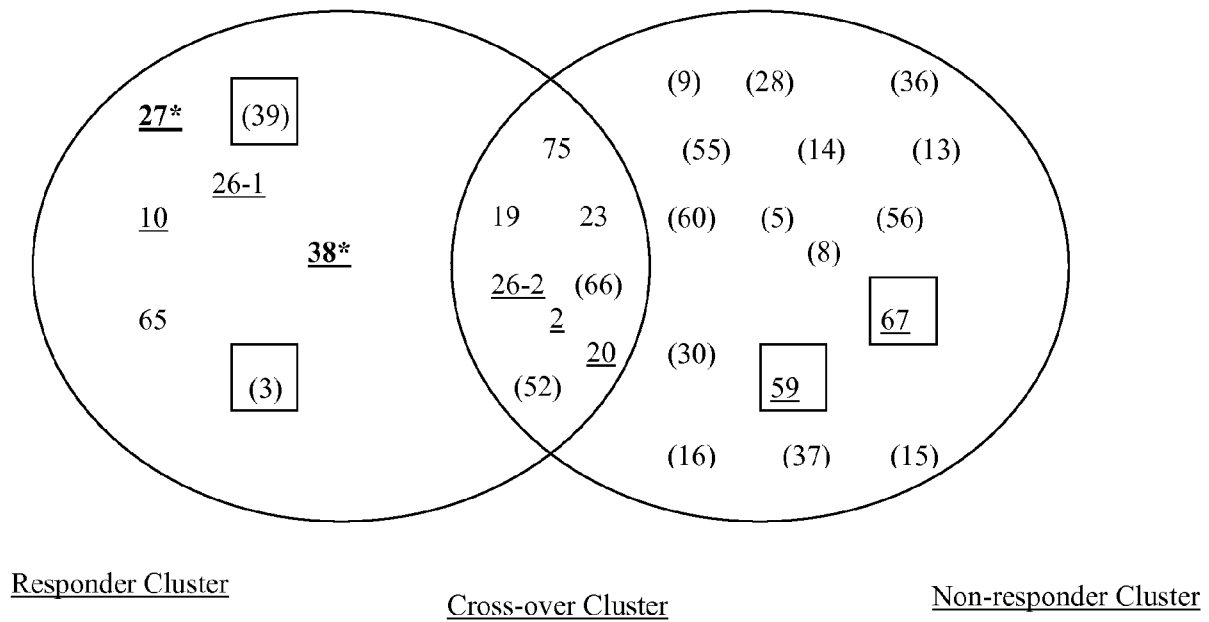 27*
(39)
26-1
10
38*
65
(3)
75
19 23
26-2 (66)
2
20
(52)
(9) (28) (36)
(55) (14) (13)
(60) (5) (56)
(8)
67
(30)
59
(16) (37) (15)
Responder Cluster
Cross-over Cluster
Non-responder Cluster